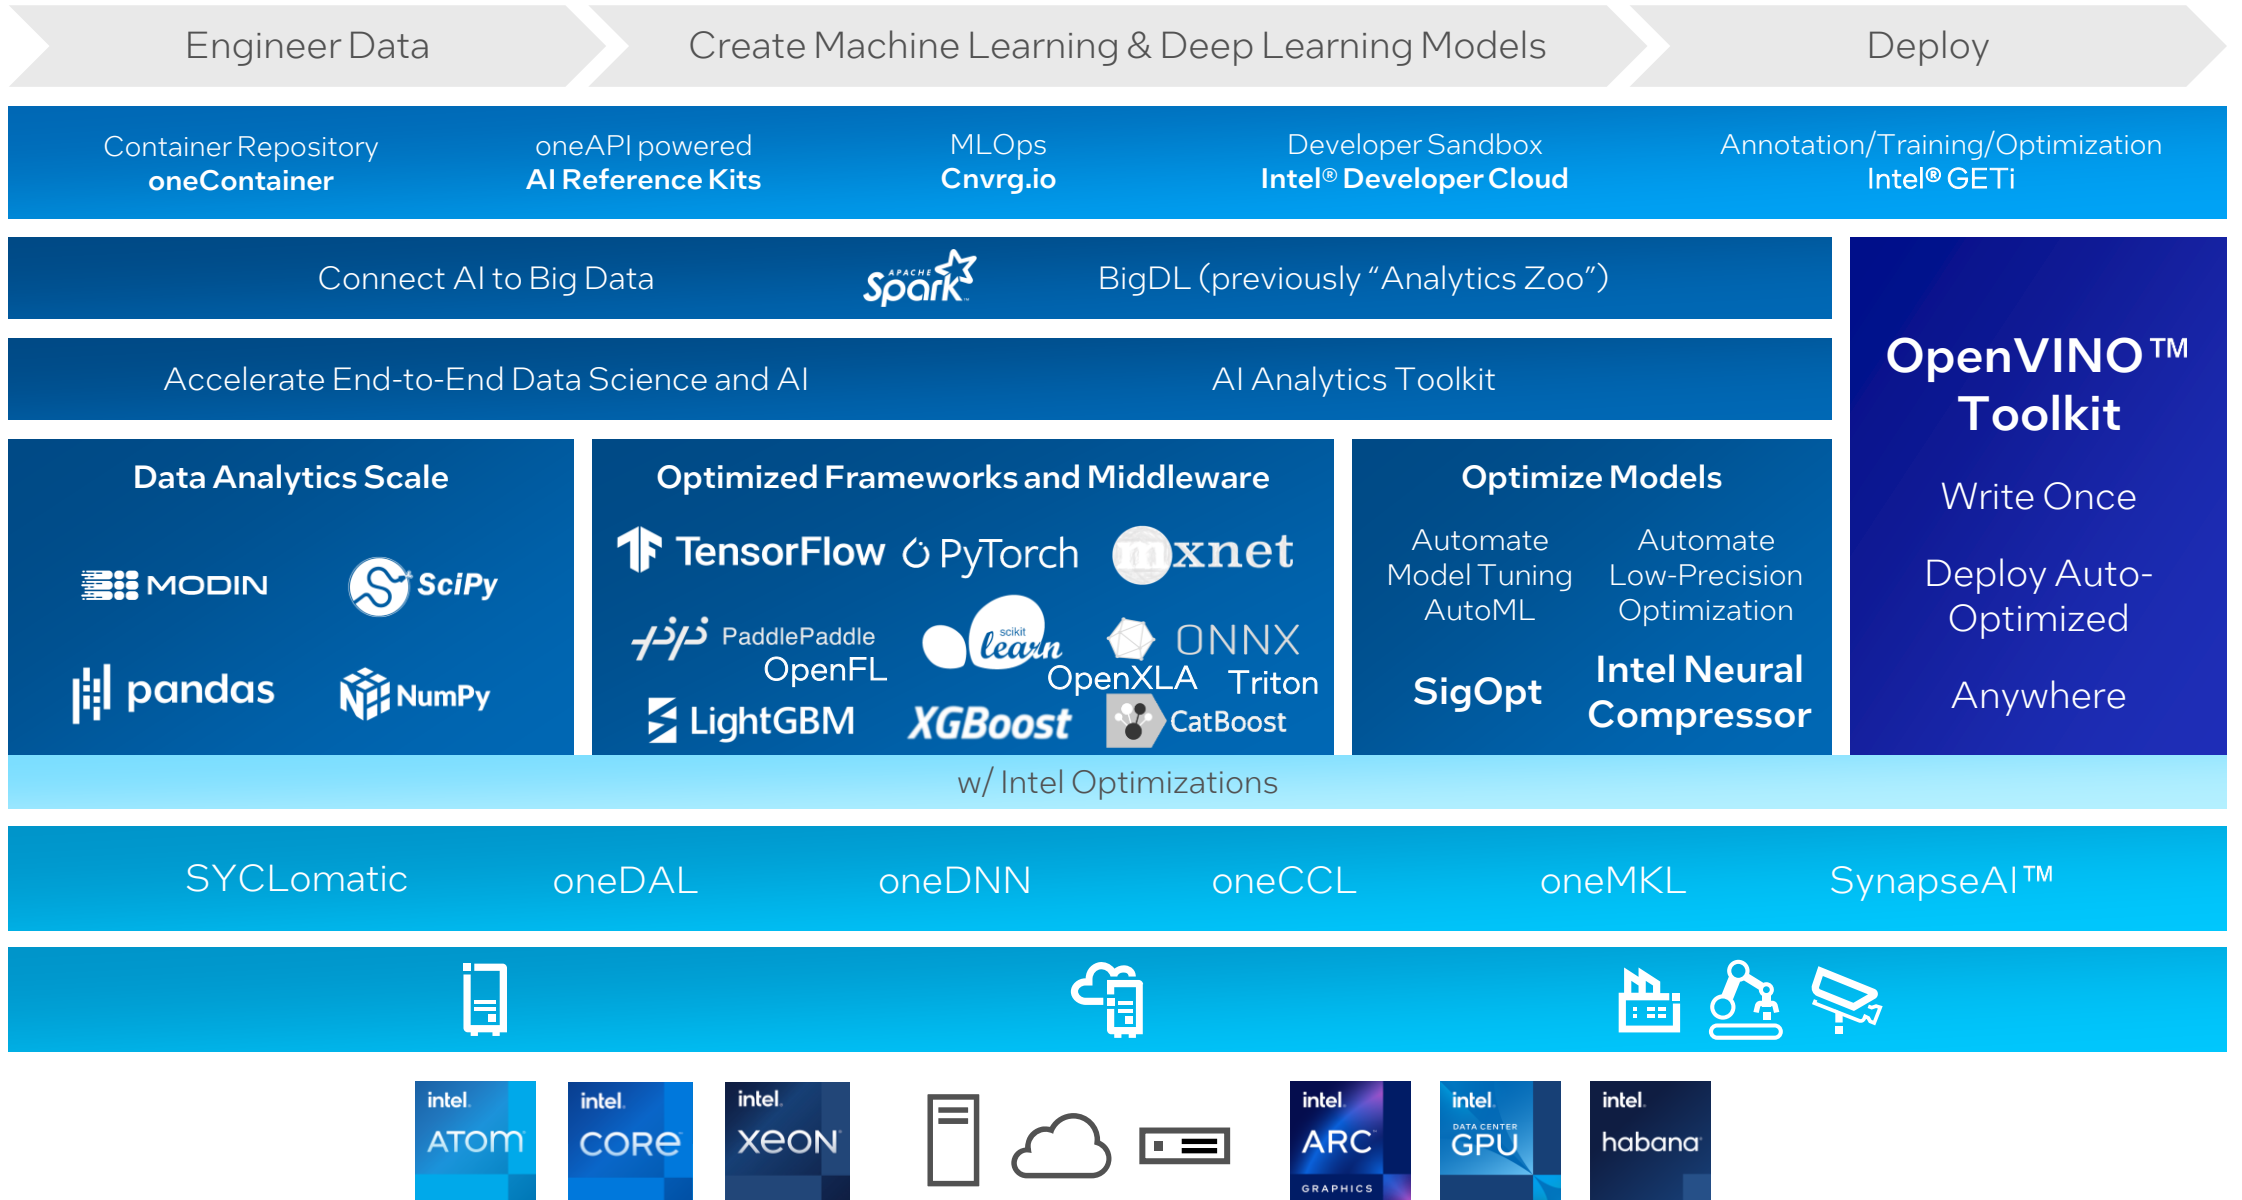 Engineer Data
Create Machine Learning & Deep Learning Models
Deploy
Container Repository
oneContainer
oneAPI powered
AI Reference Kits
MLOps
Cnvrg.io
Developer Sandbox
Intel® Developer Cloud
Annotation/Training/Optimization
Intel® GETi
Connect AI to Big Data
APACHE
Spark™
BigDL (previously “Analytics Zoo”)
Accelerate End-to-End Data Science and AI
AI Analytics Toolkit
OpenVINO™
Toolkit
Write Once
Deploy Auto-
Optimized
Anywhere
Data Analytics Scale
MODIN
SciPy
pandas
NumPy
Optimized Frameworks and Middleware
TensorFlow
PyTorch
mxnet
PaddlePaddle
scikit
learn
ONNX
OpenFL
OpenXLA
Triton
LightGBM
XGBoost
CatBoost
Optimize Models
Automate
Model Tuning
AutoML
SigOpt
Automate
Low-Precision
Optimization
Intel Neural
Compressor
w/ Intel Optimizations
SYCLomatic
oneDAL
oneDNN
oneCCL
oneMKL
SynapseAI™
intel.
ATOM
intel.
CORE
intel.
XEON
intel.
ARC
GRAPHICS
intel.
DATA CENTER
GPU
intel.
habana